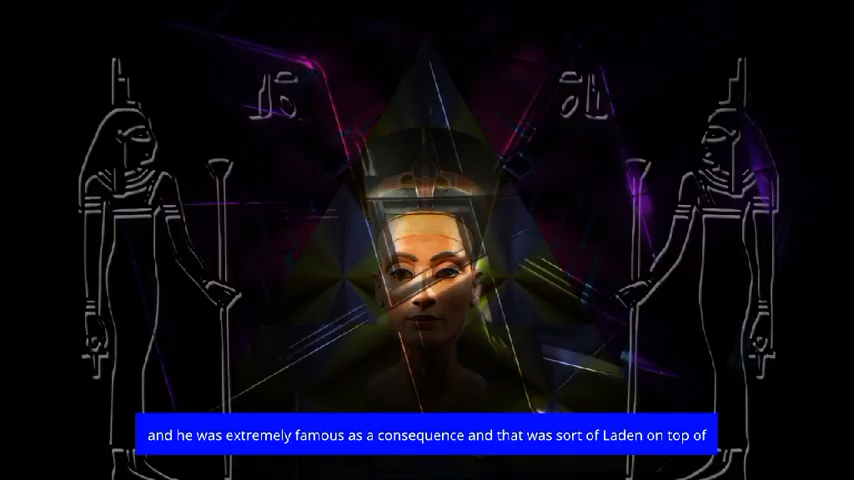 and he was extremely famous as a consequence and that was sort of Laden on top of